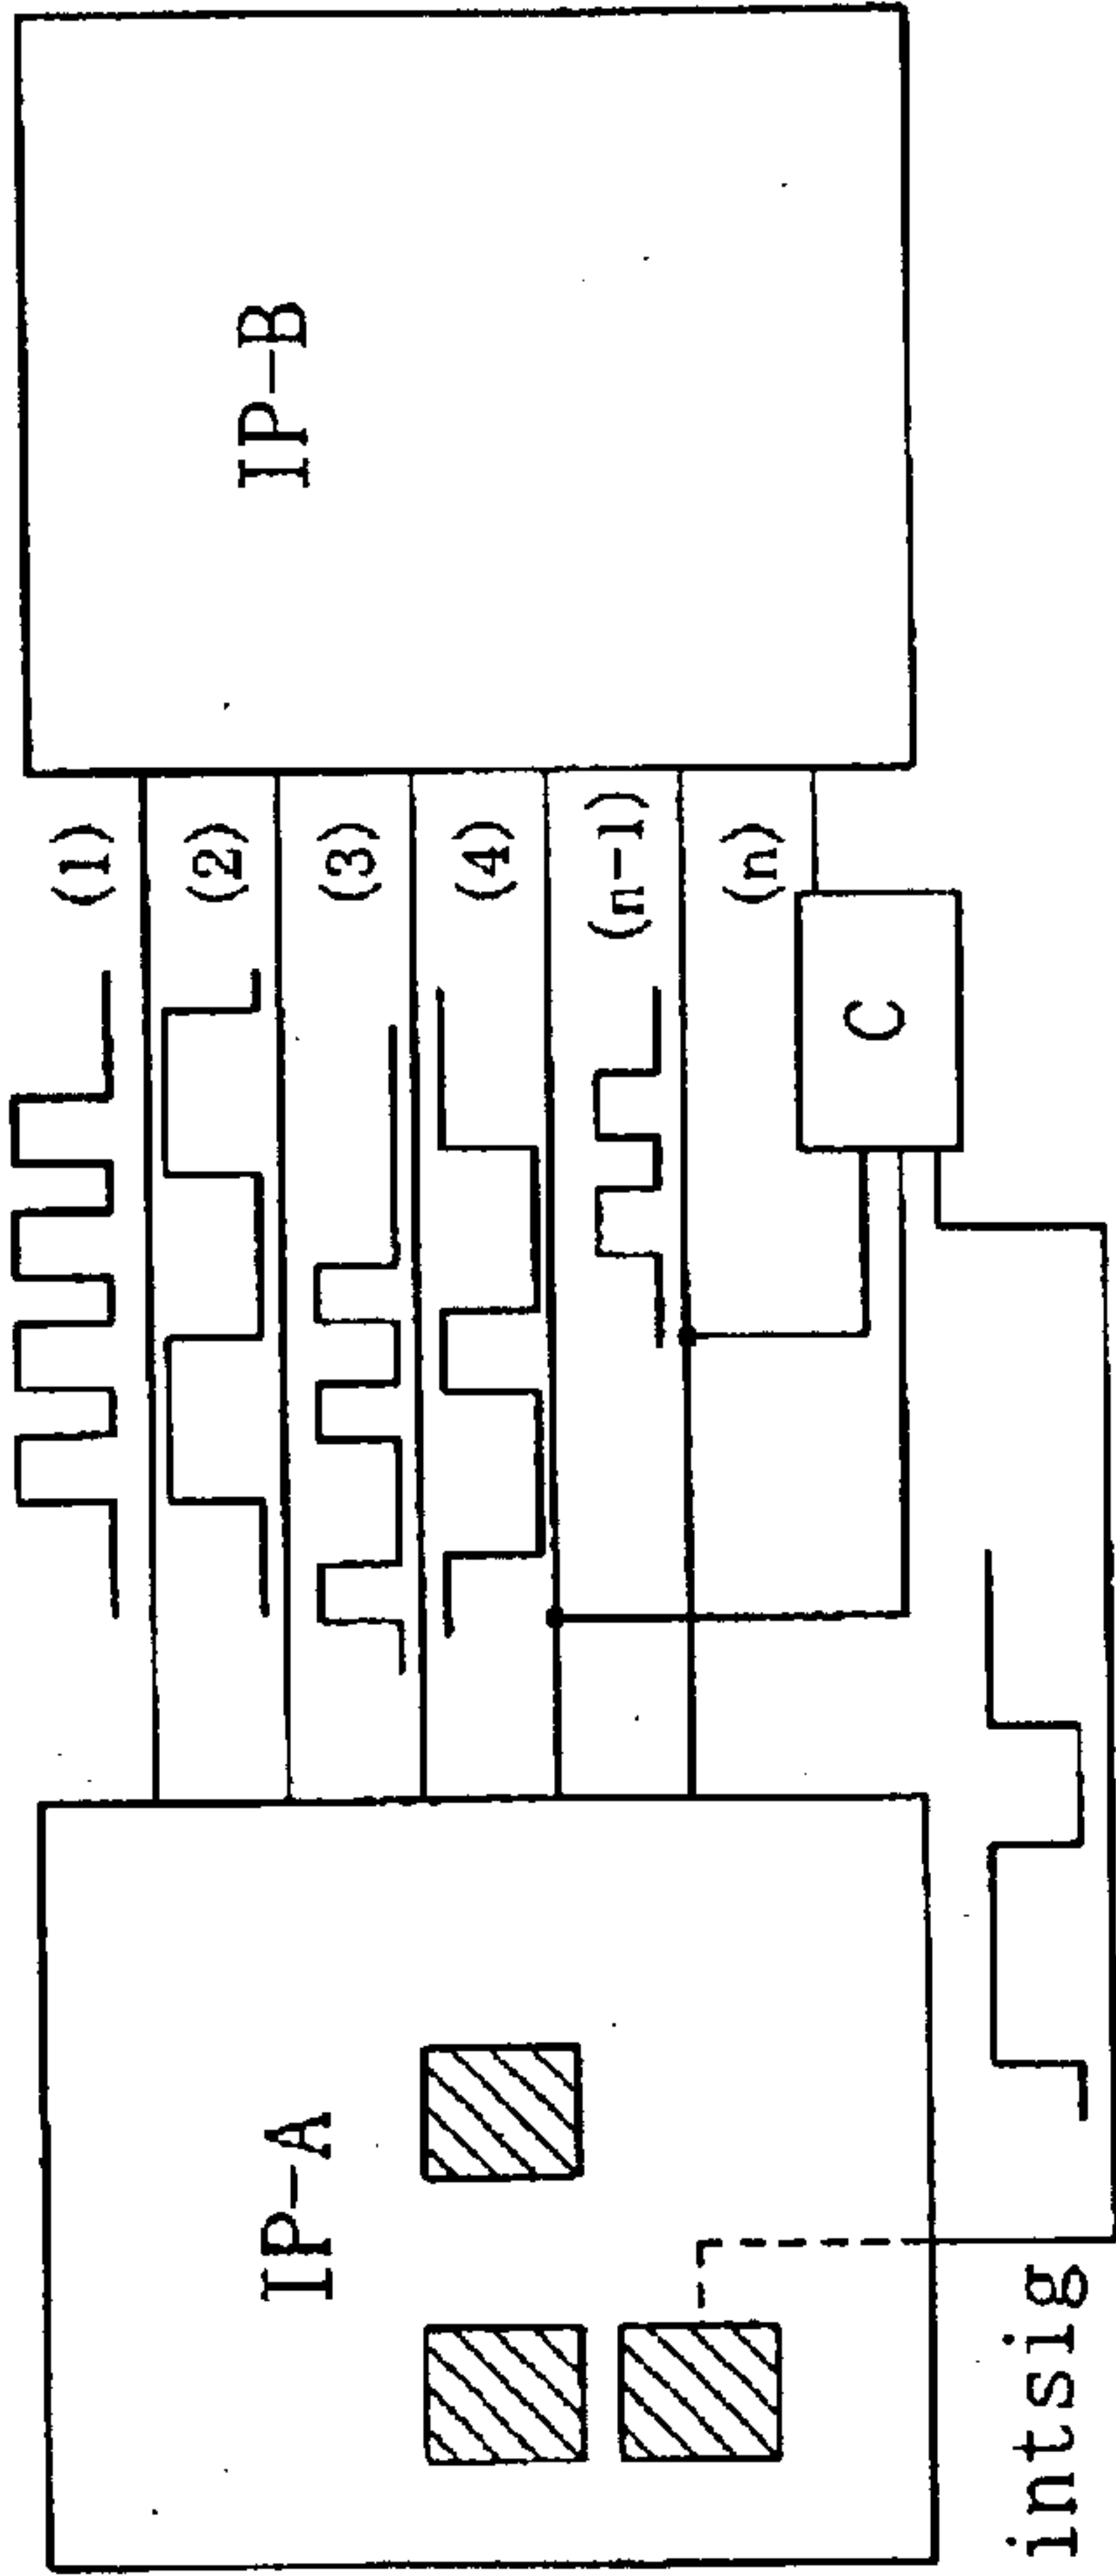 IP-A
IP-B
(1)
(2)
(3)
(4)
(n-1)
(n)
C
intsig